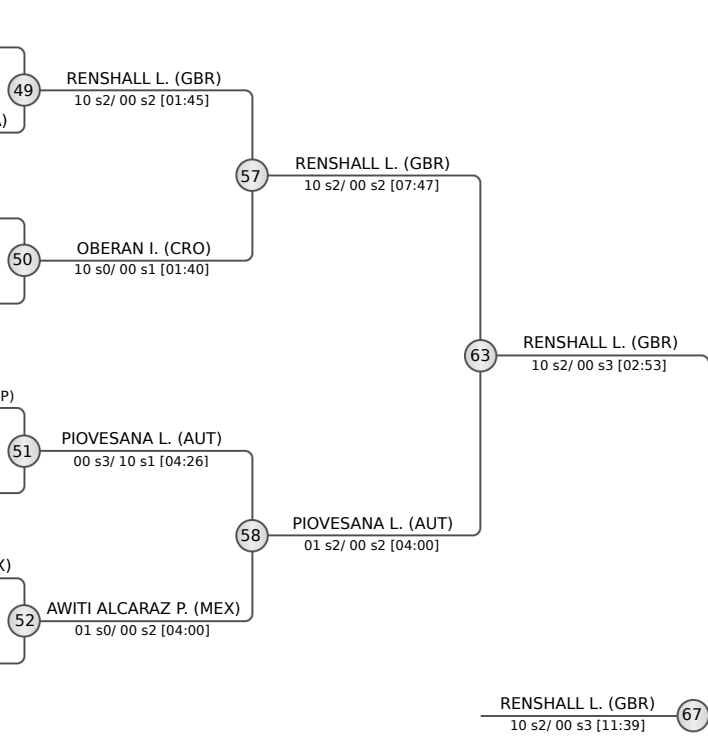 49
RENSHALL L. (GBR)
10 s2/ 00 s2 [01:45]
)
57
RENSHALL L. (GBR)
10 s2/ 00 s2 [07:47]
50
OBERAN I. (CRO)
10 s0/ 00 s1 [01:40]
63
RENSHALL L. (GBR)
10 s2/ 00 s3 [02:53]
P)
51
PIOVESANA L. (AUT)
00 s3/ 10 s1 [04:26]
58
PIOVESANA L. (AUT)
01 s2/ 00 s2 [04:00]
X)
52
AWITI ALCARAZ P. (MEX)
01 s0/ 00 s2 [04:00]
RENSHALL L. (GBR)
10 s2/ 00 s3 [11:39]
67